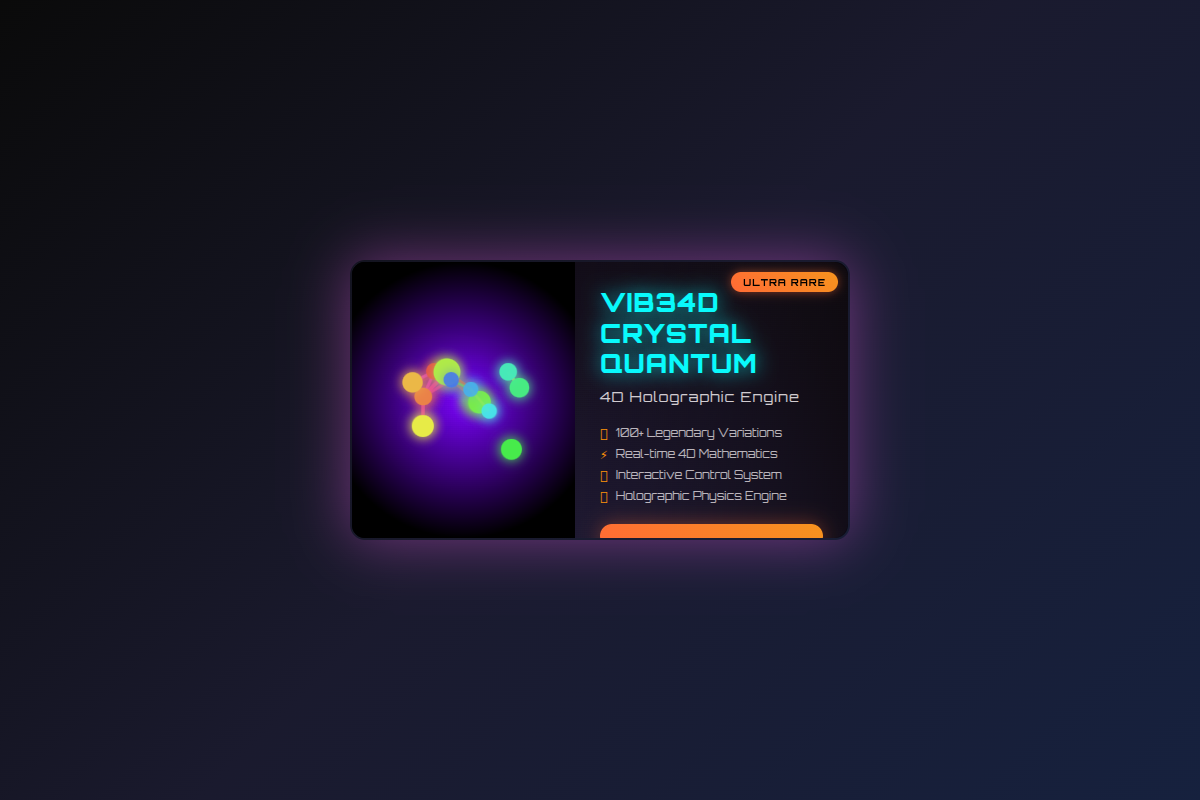 ULTRA RARE
VIB34D
CRYSTAL
QUANTUM
4D Holographic Engine
100+ Legendary Variations
⚡ Real-time 4D Mathematics
Interactive Control System
Holographic Physics Engine